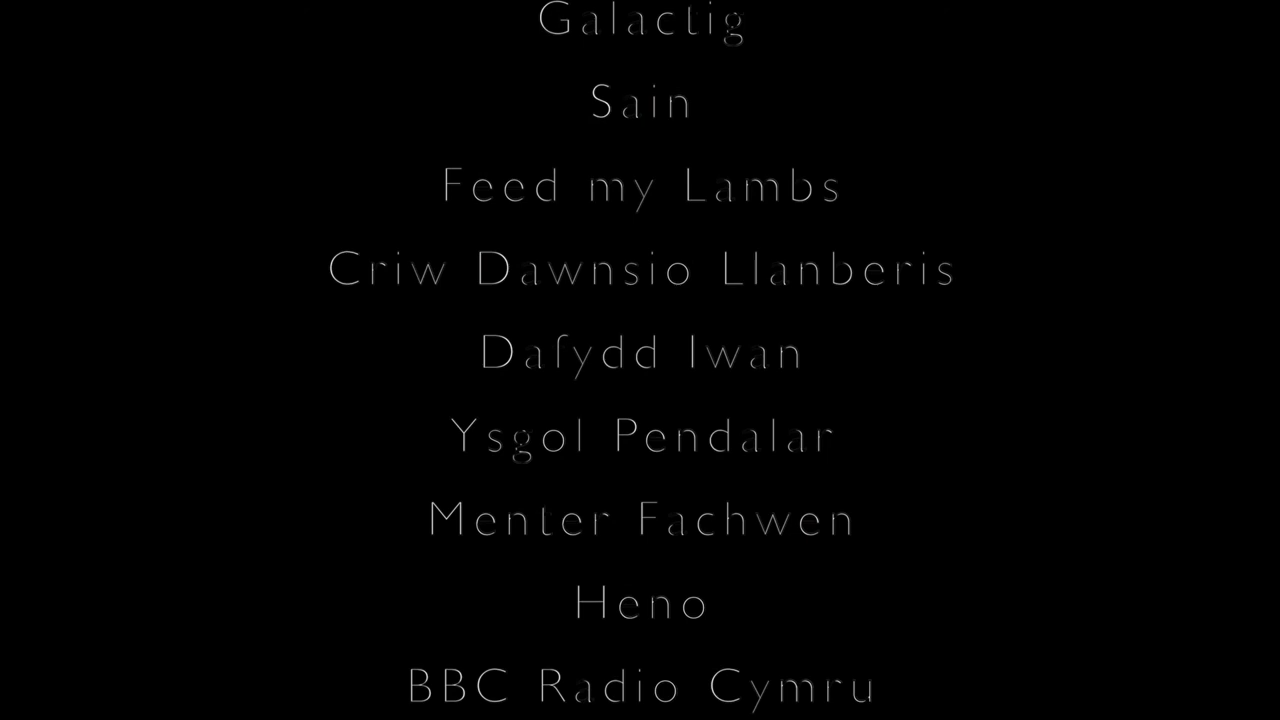 Galactig
Sain
Feed my Lambs
Criw Dawnsio Llanberis
Dafydd Iwan
Ysgol Pendalar
Menter Fachwen
Heno
BBC Radio Cymru